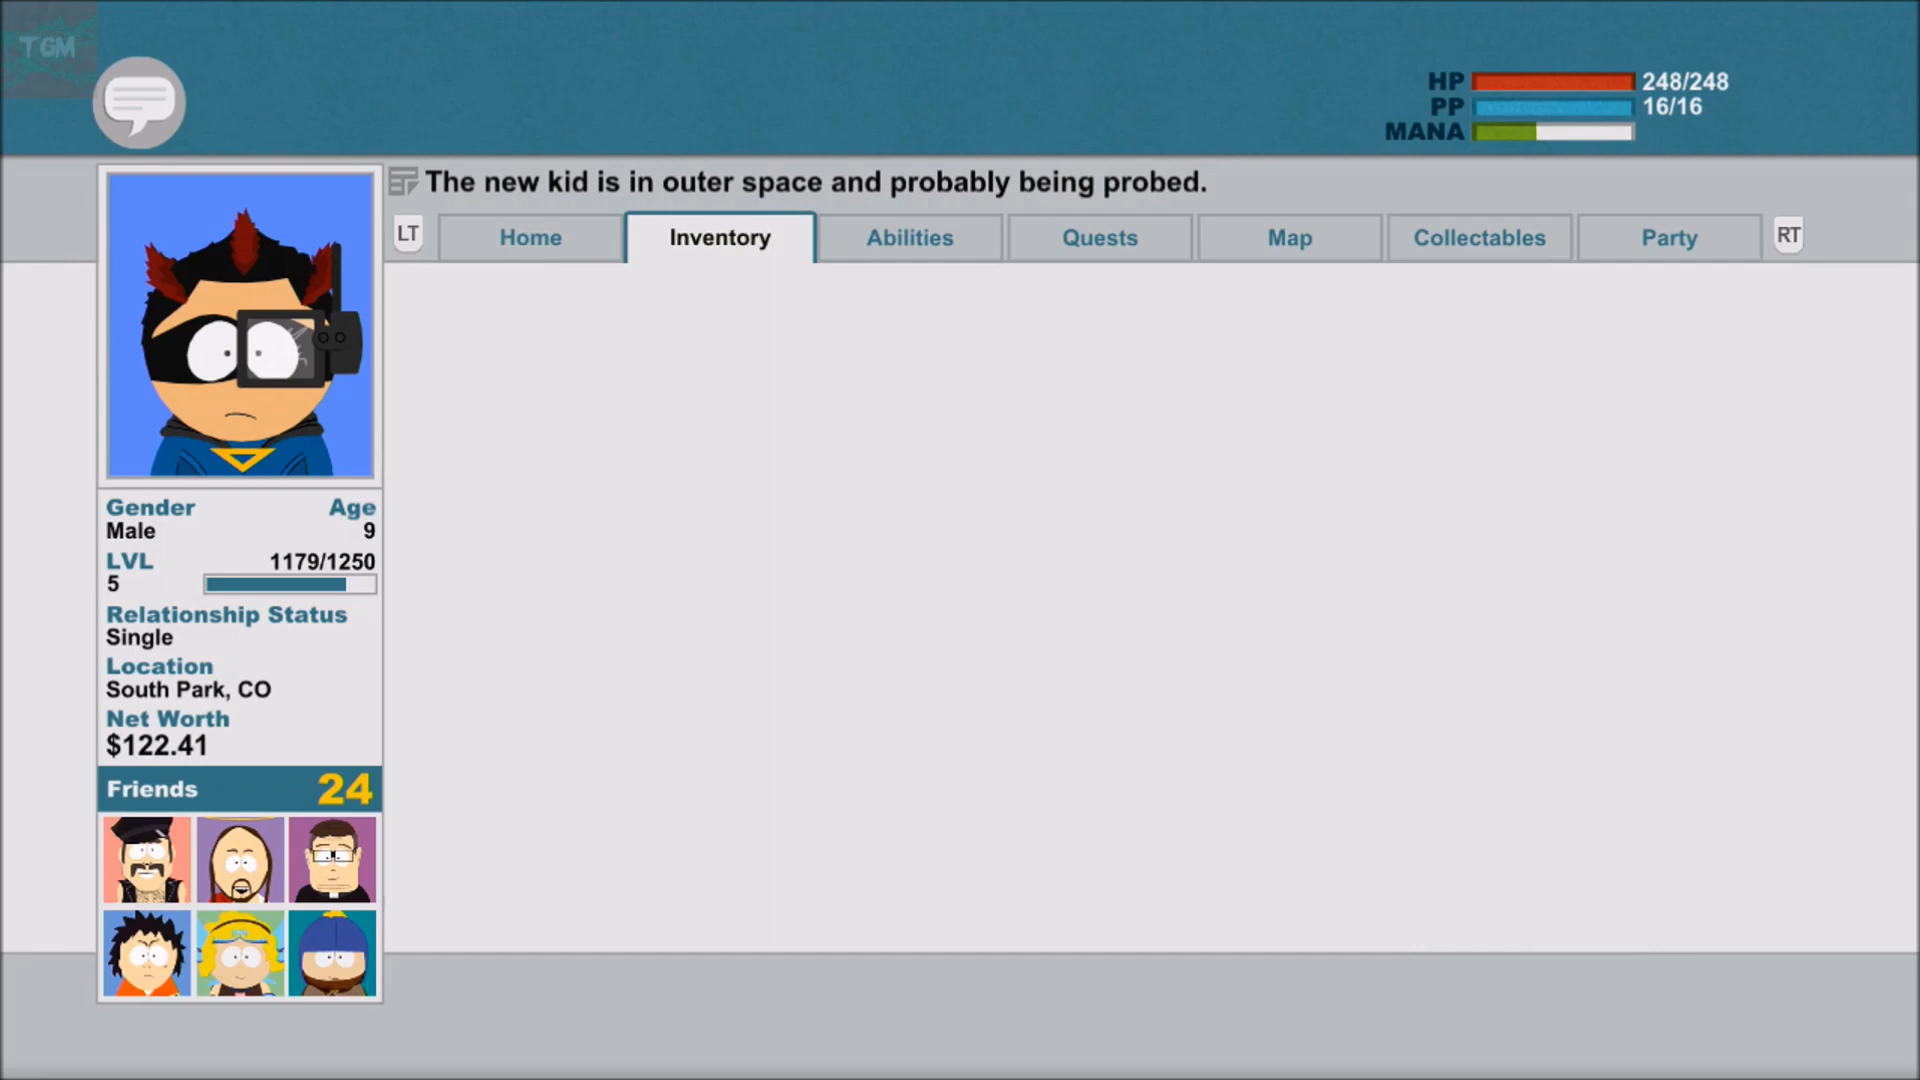 TGM
HP 248/248
PP 16/16
MANA
The new kid is in outer space and probably being probed.
LT Home Inventory Abilities Quests Map Collectables Party RT
Gender Age
Male 9
LVL 1179/1250
5
Relationship Status
Single
Location
South Park, CO
Net Worth
$122.41
Friends 24